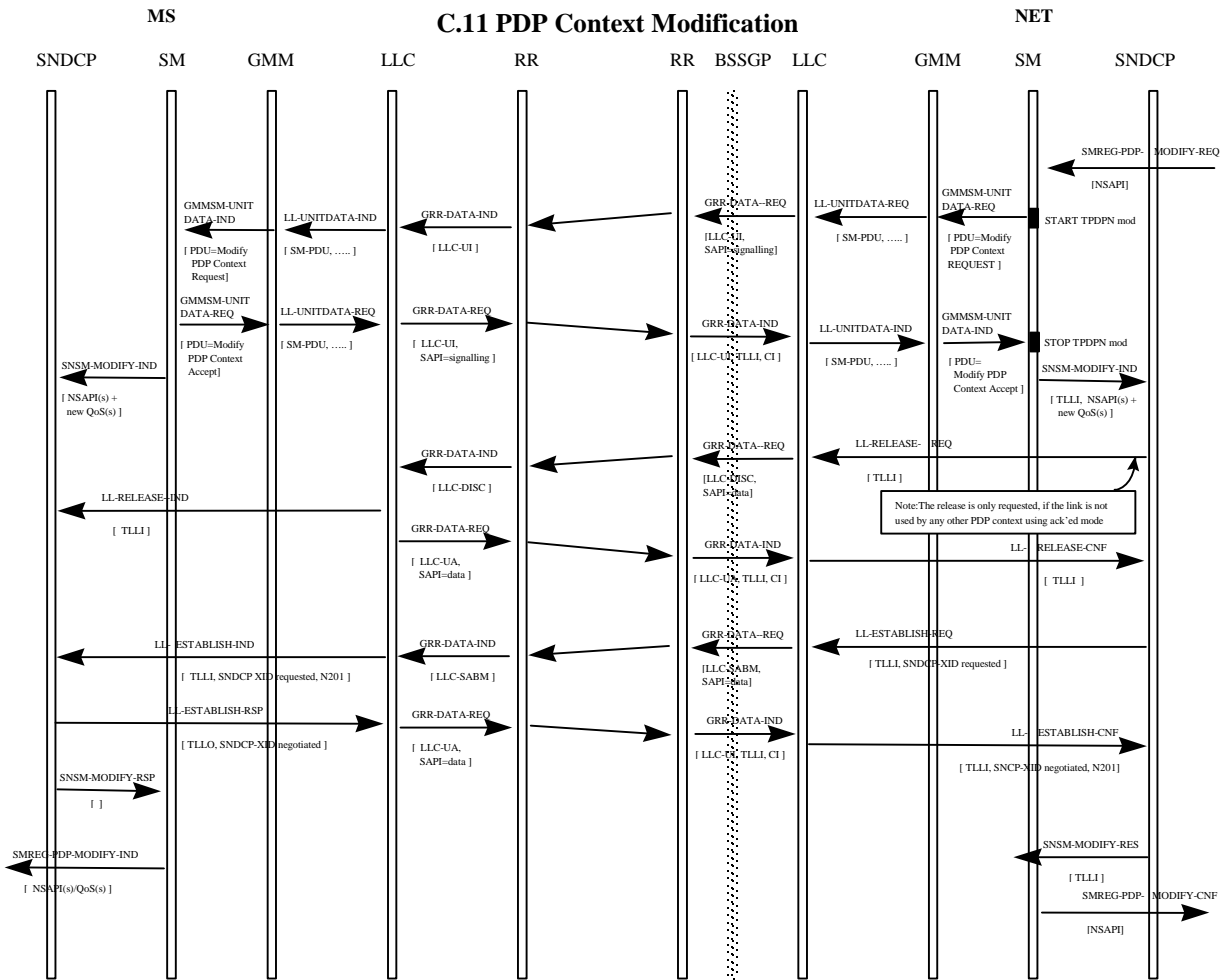 MS
C.11 PDP Context Modification
NET
SNDCP SM GMM LLC RR RR BSSGP LLC GMM SM SNDCP
SMREG-PDP- MODIFY-REQ
[NSAPI]
GMMSM-UNIT
DATA-IND
[ PDU=Modify
PDP Context
Request]
LL-UNITDATA-IND
[ SM-PDU, ….. ]
GRR-DATA-IND
[ LLC-UI ]
GRR-DATA--REQ
[LLC-UI,
SAPI=signalling]
LL-UNITDATA-REQ
[ SM-PDU, ….. ]
GMMSM-UNIT
DATA-REQ
[ PDU=Modify
PDP Context
REQUEST ]
START TPDPN mod
GMMSM-UNIT
DATA-REQ
[PDU=Modify
PDP Context
Accept]
LL-UNITDATA-REQ
[ SM-PDU, ….. ]
GRR-DATA-REQ
[ LLC-UI,
SAPI=signalling ]
GRR-DATA-IND
[ LLC-UI, TLLI, CI ]
LL-UNITDATA-IND
[ SM-PDU, ….. ]
GMMSM-UNIT
DATA-IND
[ PDU=
Modify PDP
Context Accept ]
STOP TPDPN mod
SNSM-MODIFY-IND
[ NSAPI(s) +
new QoS(s) ]
SNSM-MODIFY-IND
[ TLLI, NSAPI(s) +
new QoS(s) ]
GRR-DATA-IND
[ LLC-DISC ]
GRR-DATA--REQ
[LLC-DISC,
SAPI=data]
LL-RELEASE- REQ
[ TLLI ]
Note:The release is only requested, if the link is not
used by any other PDP context using ack'ed mode
LL-RELEASE--IND
[ TLLI ]
GRR-DATA-REQ
[ LLC-UA,
SAPI=data ]
GRR-DATA-IND
[ LLC-UA, TLLI, CI ]
LL- RELEASE-CNF
[ TLLI ]
LL- ESTABLISH-IND
[ TLLI, SNDCP XID requested, N201 ]
GRR-DATA-IND
[ LLC-SABM ]
GRR-DATA--REQ
[LLC-SABM,
SAPI=data]
LL-ESTABLISH-REQ
[ TLLI, SNDCP-XID requested ]
LL-ESTABLISH-RSP
[ TLLO, SNDCP-XID negotiated ]
GRR-DATA-REQ
[ LLC-UA,
SAPI=data ]
GRR-DATA-IND
[ LLC-UI, TLLI, CI ]
LL- ESTABLISH-CNF
[ TLLI, SNCP-XID negotiated, N201]
SNSM-MODIFY-RSP
[ ]
SMREG-PDP-MODIFY-IND
[ NSAPI(s)/QoS(s) ]
SNSM-MODIFY-RES
[ TLLI ]
SMREG-PDP- MODIFY-CNF
[NSAPI]